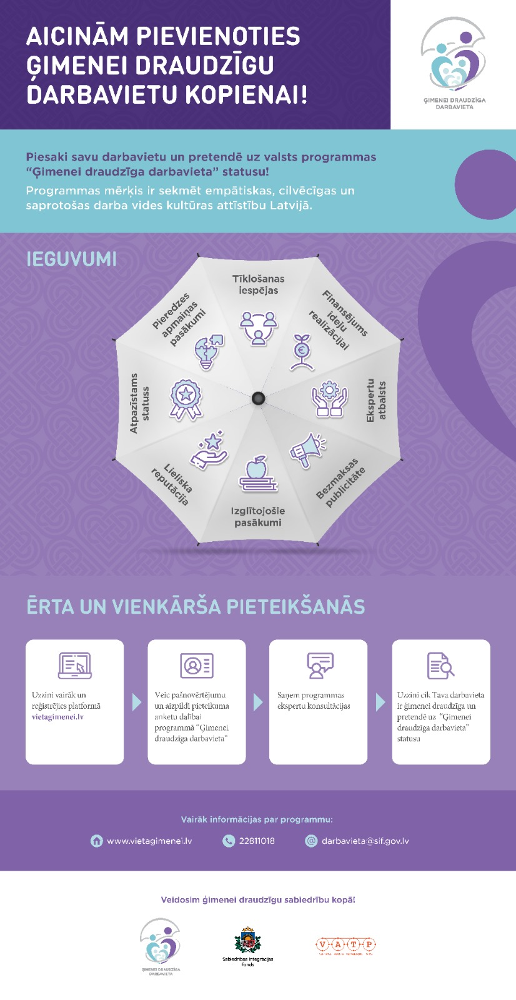 AICINĀM PIEVIENOTIES
ĢIMENEI DRAUDZĪGU
DARBAVIETU KOPIENAI!
ĢIMENEI DRAUDZĪGA
DARBAVIETA
Piesaki savu darbavietu un pretendē uz valsts programmas
“Ģimenei draudzīga darbavieta” statusu!
Programmas mērķis ir sekmēt empātiskas, cilvēcīgas un
saprotošas darba vides kultūras attīstību Latvijā.
IEGUVUMI
Tīklošanas
iespējas
Finansējums
ideju
realizācijai
Ekspertu
atbalsts
Bezmaksas
publicitāte
Izglītojošie
pasākumi
Lieliska
reputācija
Atpazīstams
statuss
Pieredzes
apmaiņas
pasākumi
ĒRTA UN VIENKĀRŠA PIETEIKŠANĀS
Uzzini vairāk un
reģistrējies platformā
vietagimenei.lv
Veic pašnovērtējumu
un aizpildi pieteikuma
anketu dalībai
programmā “Ģimenei
draudzīga darbavieta”
Saņem programmas
ekspertu konsultācijas
Uzzini cik Tava darbavieta
ir ģimenei draudzīga un
pretendē uz “Ģimenei
draudzīga darbavieta”
statusu
Vairāk informācijas par programmu:
www.vietagimenei.lv
22811018
darbavieta@sif.gov.lv
Veidosim ģimenei draudzīgu sabiedrību kopā!
ĢIMENEI DRAUDZĪGA
DARBAVIETA
Sabiedrības integrācijas
fonds
VATP